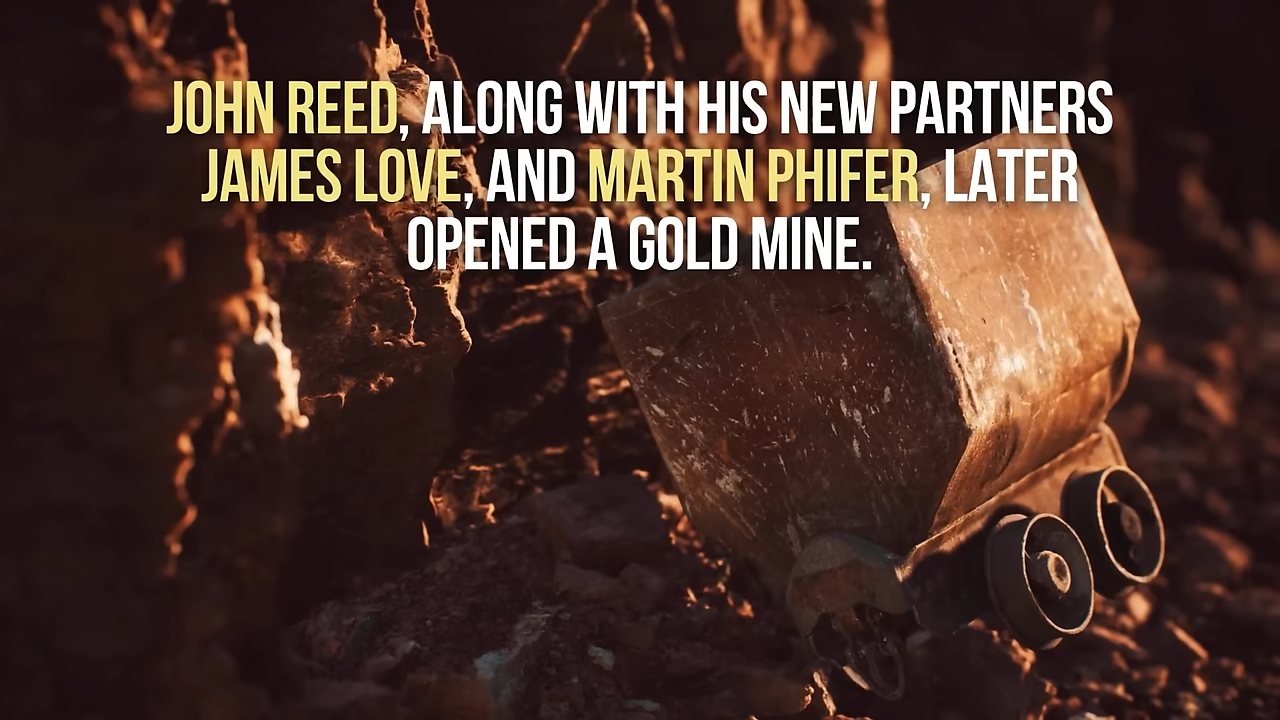 JOHN REED, ALONG WITH HIS NEW PARTNERS
JAMES LOVE, AND MARTIN PHIFER, LATER
OPENED A GOLD MINE.